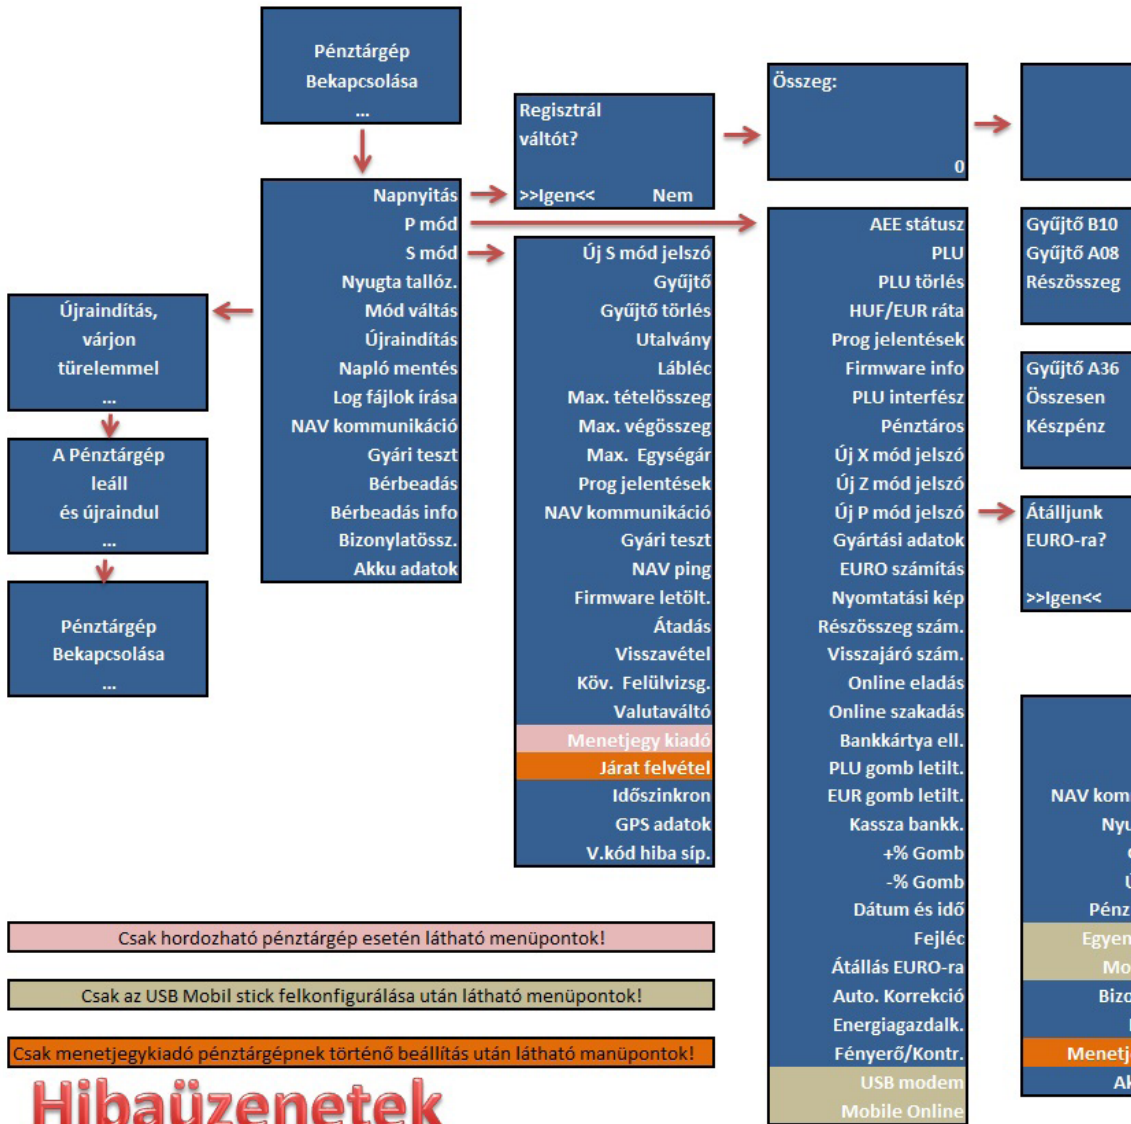 Pénztárgép
Bekapcsolása
...
Napnyitás
P mód
S mód
Nyugta tallóz.
Mód váltás
Újraindítás
Napló mentés
Log fájlok írása
NAV kommunikáció
Gyári teszt
Bérbeadás
Bérbeadás info
Bizonylatössz.
Akku adatok
Újraindítás,
várjon
türelemmel
...
A Pénztárgép
leáll
és újraindul
...
Pénztárgép
Bekapcsolása
...
Regisztrál
váltót?
>>Igen<< Nem
Új S mód jelszó
Gyűjtő
Gyűjtő törlés
Utalvány
Lábléc
Max. tételösszeg
Max. végösszeg
Max. Egységár
Prog jelentések
NAV kommunikáció
Gyári teszt
NAV ping
Firmware letölt.
Átadás
Visszavétel
Köv. Felülvizsg.
Valutaváltó
Menetjegy kiadó
Járat felvétel
Időszinkron
GPS adatok
V.kód hiba síp.
Összeg:
0
AEE státusz
PLU
PLU törlés
HUF/EUR ráta
Prog jelentések
Firmware info
PLU interfész
Pénztáros
Új X mód jelszó
Új Z mód jelszó
Új P mód jelszó
Gyártási adatok
EURO számítás
Nyomtatási kép
Részösszeg szám.
Visszajáró szám.
Online eladás
Online szakadás
Bankkártya ell.
PLU gomb letilt.
EUR gomb letilt.
Kassza bankk.
+% Gomb
-% Gomb
Dátum és idő
Fejléc
Átállás EURO-ra
Auto. Korrekció
Energiagazdalk.
Fényerő/Kontr.
USB modem
Mobile Online
Gyűjtő B10
Gyűjtő A08
Részösszeg
Gyűjtő A36
Összesen
Készpénz
Átálljunk
EURO-ra?
>>Igen<<
NAV kom
Nyu
Pénz
Egyen
Mo
Bizo
Menetj
Csak hordozható pénztárgép esetén látható menüpontok!
Csak az USB Mobil stick felkonfigurálása után látható menüpontok!
Csak menetjegykiadó pénztárgépnek történő beállítás után látható manüpontok!
Hibaüzenetek